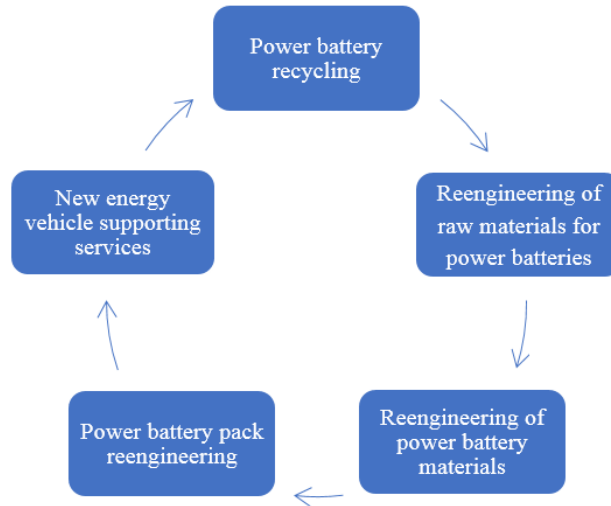 Power battery
recycling
Reengineering of
raw materials for
power batteries
Reengineering of
power battery
materials
Power battery pack
reengineering
New energy
vehicle supporting
services